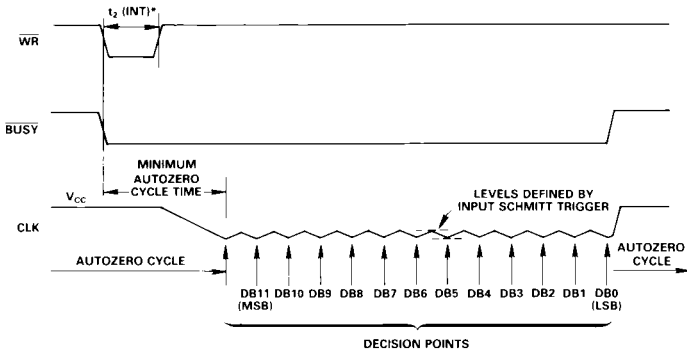 t₂ (INT)*
WR
BUSY
MINIMUM
AUTOZERO
CYCLE TIME
VCC
LEVELS DEFINED BY
INPUT SCHMITT TRIGGER
CLK
AUTOZERO CYCLE
AUTOZERO
CYCLE
DB11 DB10 DB9 DB8 DB7 DB6 DB5 DB4 DB3 DB2 DB1 DB0
(MSB) (LSB)
DECISION POINTS